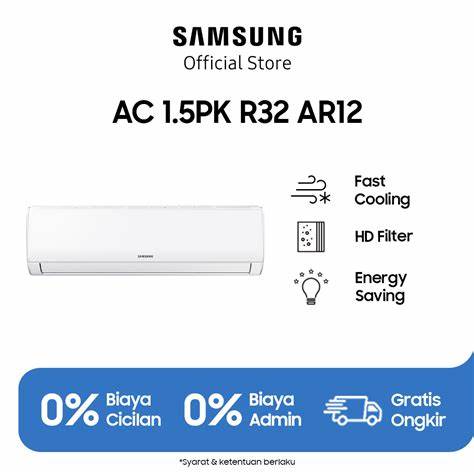 SAMSUNG
Official Store
AC 1.5PK R32 AR12
Fast
Cooling
HD Filter
Energy
Saving
SAMSUNG
0% Biaya
Cicilan
0% Biaya
Admin
Gratis
Ongkir
*Syarat & ketentuan berlaku